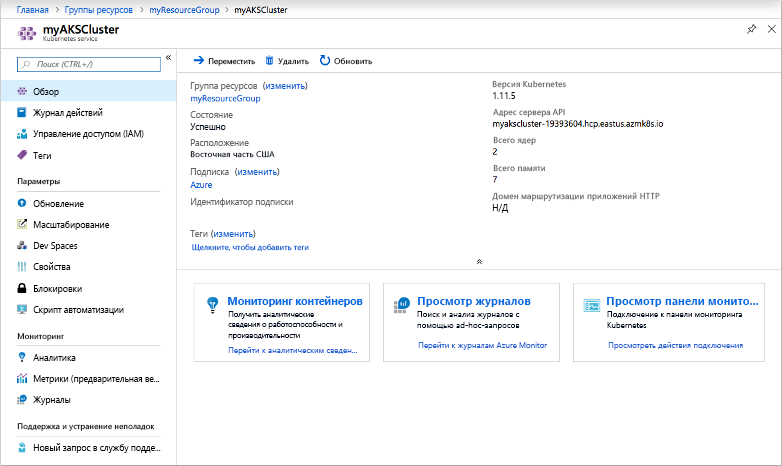 Главная > Группы ресурсов > myResourceGroup > myAKSCluster
myAKSCluster
Kubernetes service
Поиск (CTRL+/)
Обзор
Журнал действий
Управление доступом (IAM)
Теги
Параметры
Обновление
Масштабирование
Dev Spaces
Свойства
Блокировки
Скрипт автоматизации
Мониторинг
Аналитика
Метрики (предварительная ве...
Журналы
Поддержка и устранение неполадок
Новый запрос в службу подде...
Переместить Удалить Обновить
Группа ресурсов (изменить)
myResourceGroup
Состояние
Успешно
Расположение
Восточная часть США
Подписка (изменить)
Azure
Идентификатор подписки
Версия Kubernetes
1.11.5
Адрес сервера API
myakscluster-19393604.hcp.eastus.azmk8s.io
Всего ядер
2
Всего памяти
7
Домен маршрутизации приложений HTTP
Н/Д
Теги (изменить)
Щелкните, чтобы добавить теги
Мониторинг контейнеров
Получить аналитические
сведения о работоспособности и
производительности
Перейти к аналитическим сведен...
Просмотр журналов
Поиск и анализ журналов с
помощью ad-hoc-запросов
Перейти к журналам Azure Monitor
Просмотр панели монито...
Подключение к панели мониторинга
Kubernetes
Просмотреть действия подключения